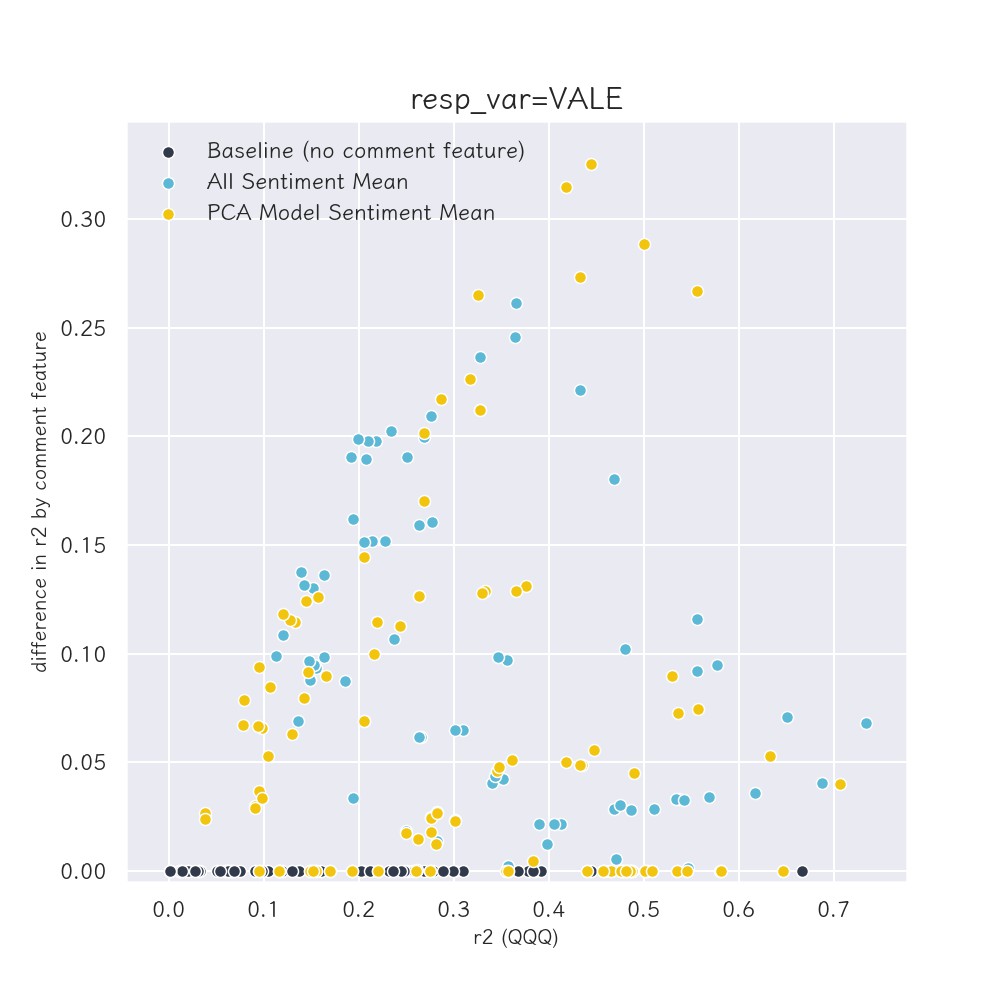 resp_var=VALE
Baseline (no comment feature)
All Sentiment Mean
PCA Model Sentiment Mean
difference in r2 by comment feature
0.30
0.25
0.20
0.15
0.10
0.05
0.00
0.0 0.1 0.2 0.3 0.4 0.5 0.6 0.7
r2 (QQQ)